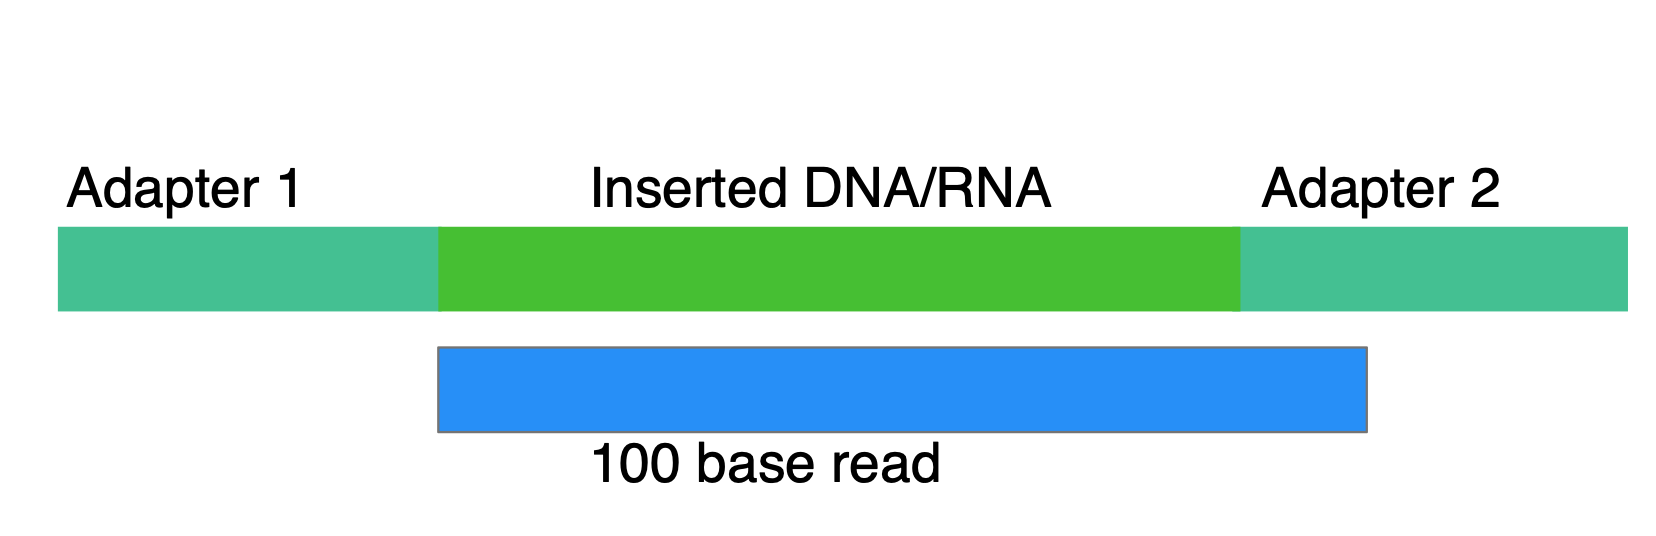 Adapter 1 Inserted DNA/RNA Adapter 2
100 base read